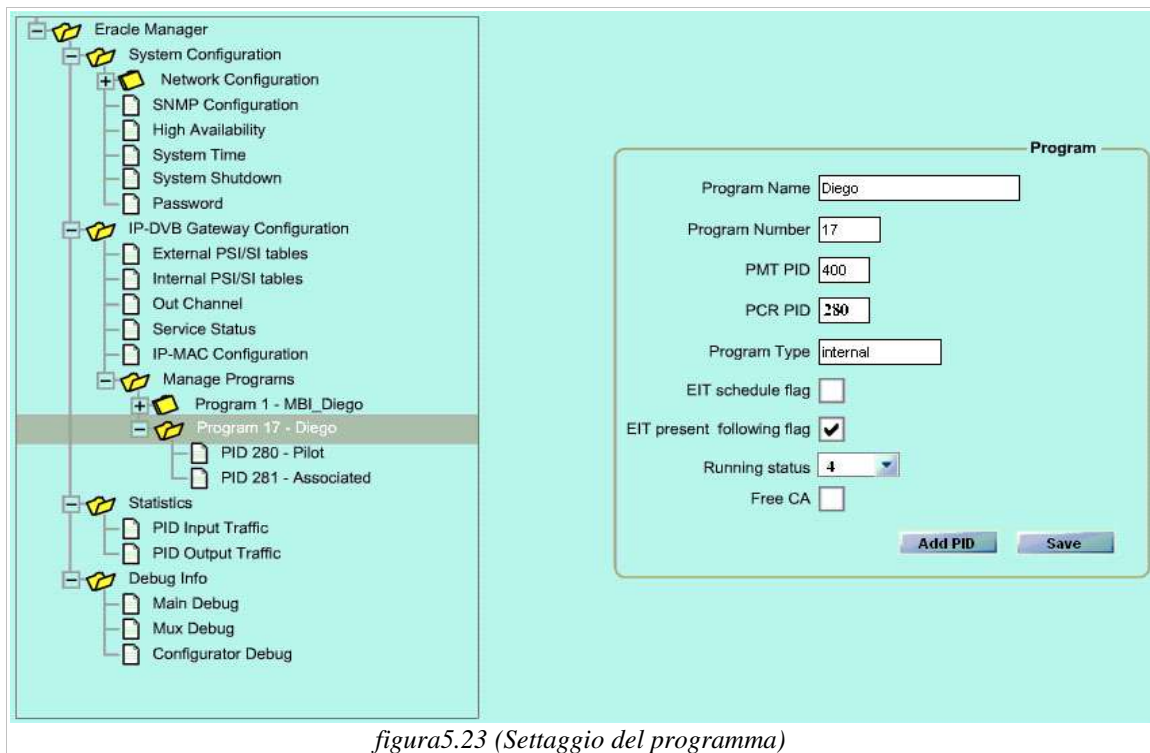 Eracle Manager
System Configuration
Network Configuration
SNMP Configuration
High Availability
System Time
System Shutdown
Password
IP-DVB Gateway Configuration
External PSI/SI tables
Internal PSI/SI tables
Out Channel
Service Status
IP-MAC Configuration
Manage Programs
Program 1 - MBI_Diego
Program 17 - Diego
PID 280 - Pilot
PID 281 - Associated
Statistics
PID Input Traffic
PID Output Traffic
Debug Info
Main Debug
Mux Debug
Configurator Debug
Program
Program Name Diego
Program Number 17
PMT PID 400
PCR PID 280
Program Type internal
EIT schedule flag
EIT present following flag
Running status 4
Free CA
Add PID Save
figura5.23 (Settaggio del programma)